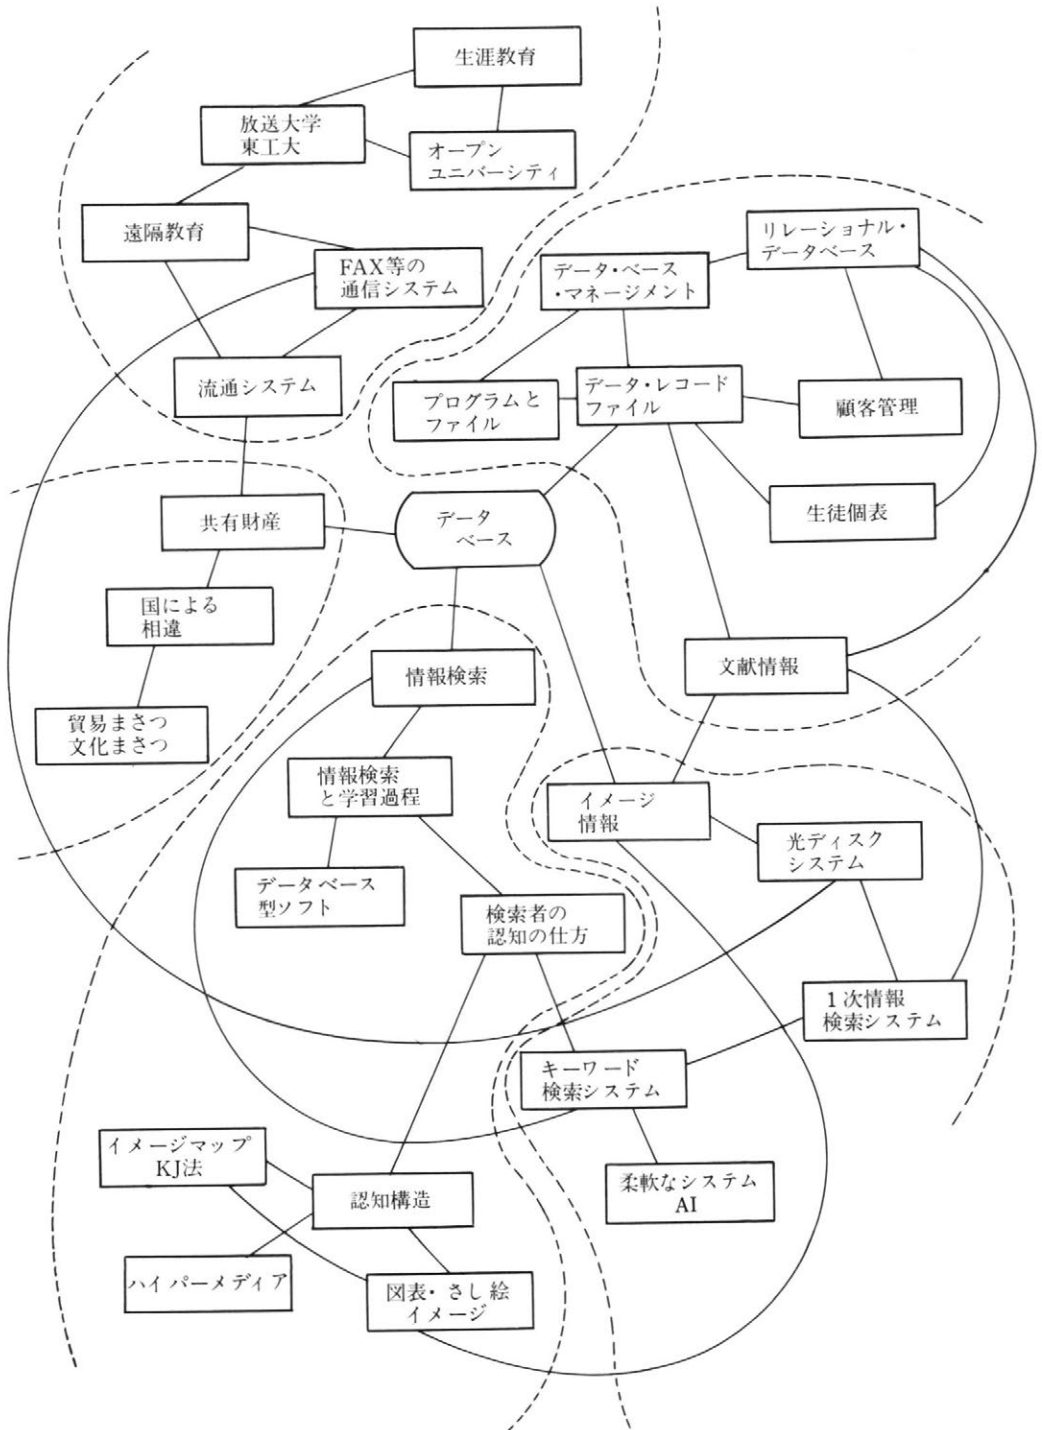 生涯教育
放送大学
東工大
オープン
ユニバーシティ
遠隔教育
FAX等の
通信システム
流通システム
リレーショナル・
データベース
データ・ベース
・マネージメント
プログラムと
ファイル
データ・レコード
ファイル
顧客管理
生徒個表
共有財産
データ
ベース
国による
相違
貿易まさつ
文化まさつ
文献情報
情報検索
情報検索
と学習過程
イメージ
情報
光ディスク
システム
データベース
型ソフト
検索者の
認知の仕方
1次情報
検索システム
キーワード
検索システム
イメージマップ
KJ法
認知構造
柔軟なシステム
AI
ハイパーメディア
図表・さし絵
イメージ